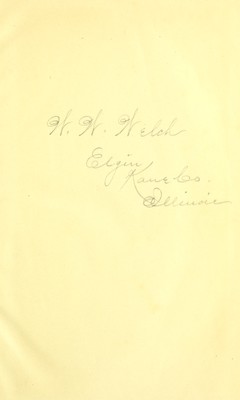 W. W. Welch
Elgin
Kane Co.
Illinois